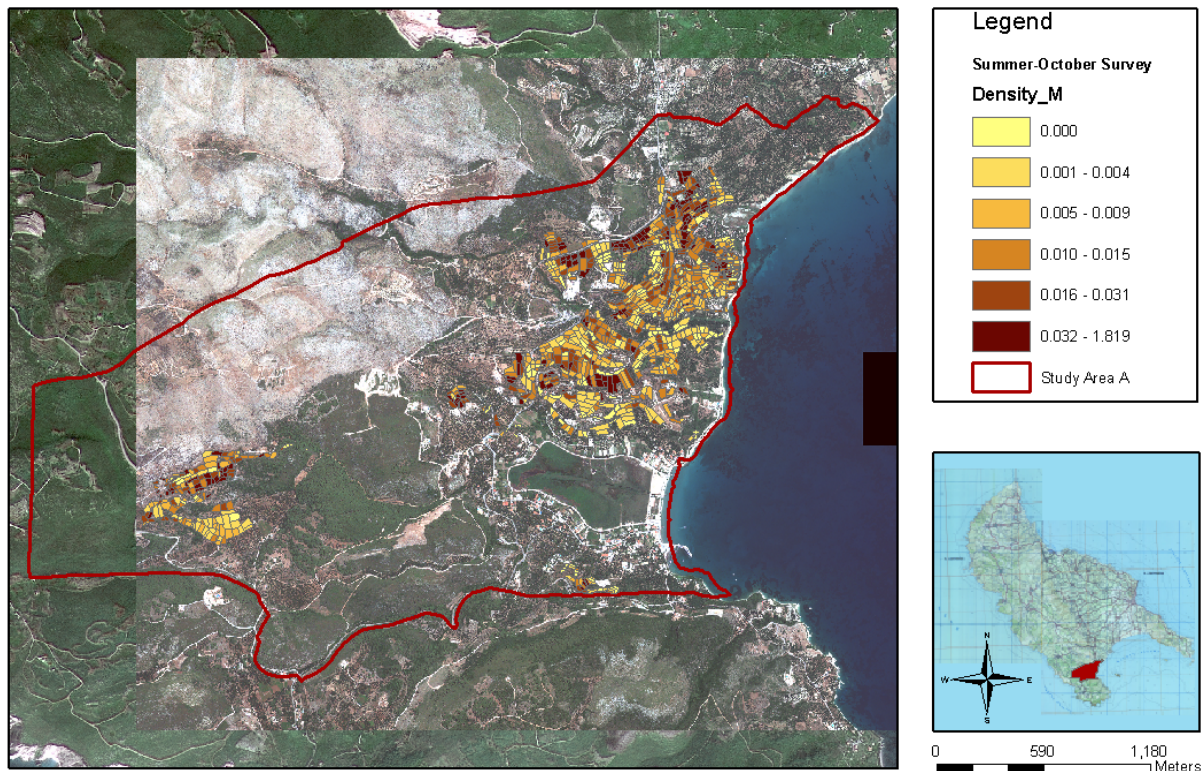 Legend
Summer-October Survey
Density_M
0.000
0.001 - 0.004
0.005 - 0.009
0.010 - 0.015
0.016 - 0.031
0.032 - 1.819
Study Area A
N
W E
S
0 590 1,180
Meters